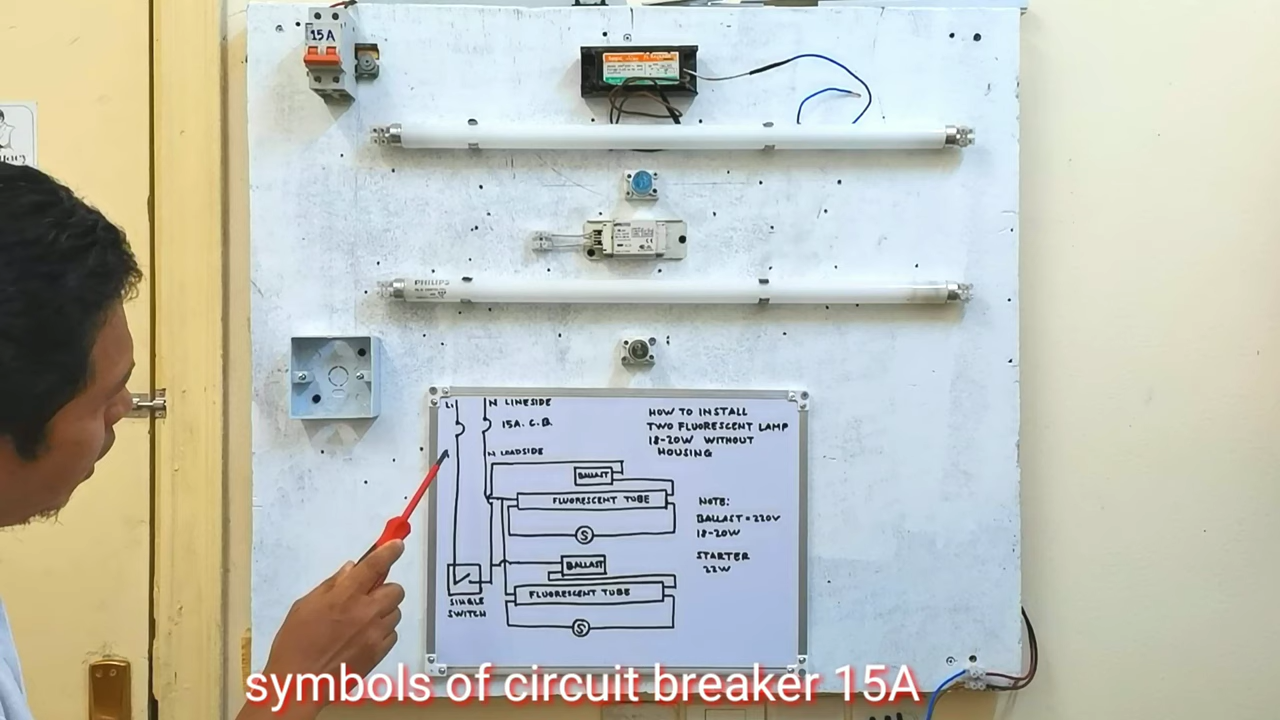 15A
PHILIPS
L1
N LINESIDE
15A. C.B.
N LOADSIDE
HOW TO INSTALL
TWO FLUORESCENT LAMP
18-20W WITHOUT
HOUSING
BALLAST
FLUORESCENT TUBE
S
NOTE:
BALLAST = 220V
18-20W
STARTER
22W
BALLAST
FLUORESCENT TUBE
S
SINGLE
SWITCH
symbols of circuit breaker 15A